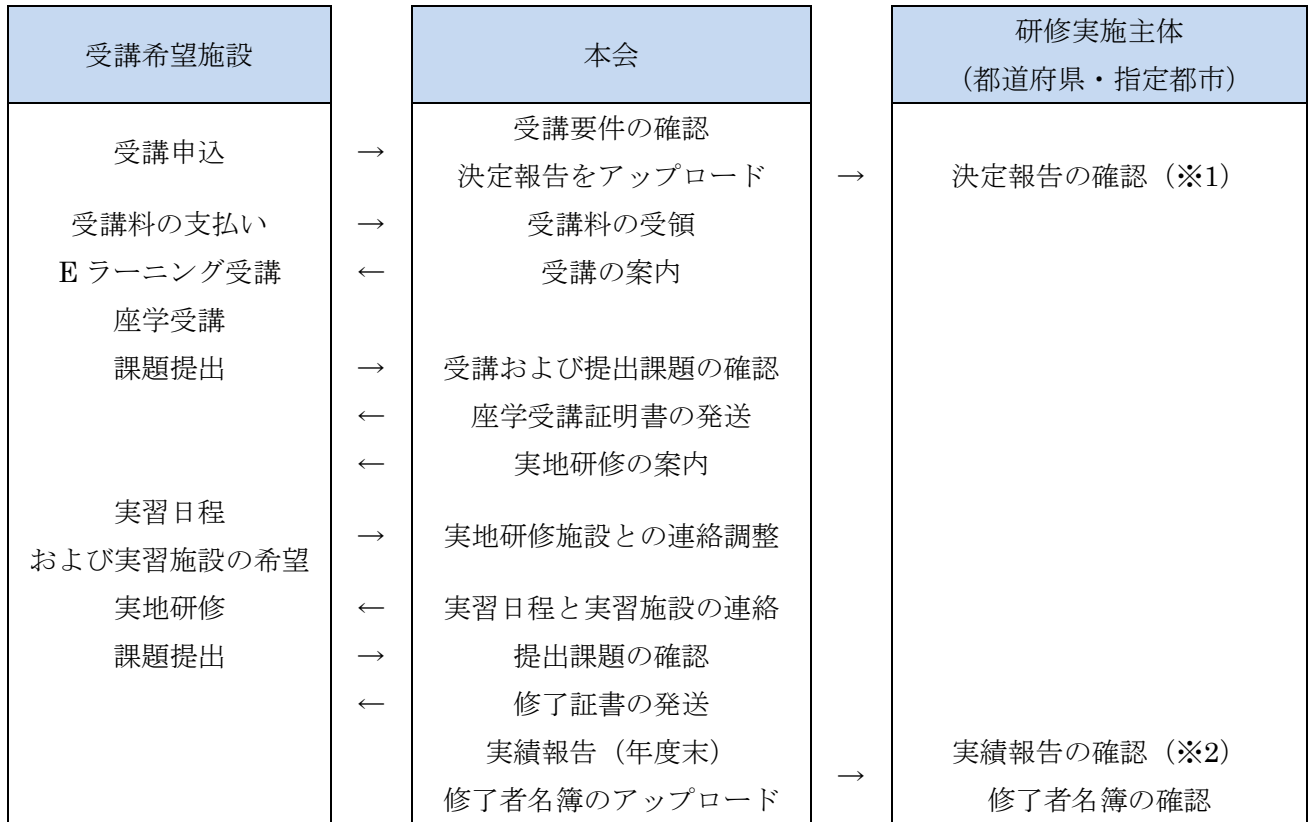 受講希望施設
本会
研修実施主体
（都道府県・指定都市）
受講申込
→
受講要件の確認
決定報告をアップロード
→
決定報告の確認（※1）
受講料の支払い
→
受講料の受領
E ラーニング受講
←
受講の案内
座学受講
課題提出
→
受講および提出課題の確認
←
座学受講証明書の発送
←
実地研修の案内
実習日程
および実習施設の希望
→
実地研修施設との連絡調整
実地研修
←
実習日程と実習施設の連絡
課題提出
→
提出課題の確認
←
修了証書の発送
実績報告（年度末）
修了者名簿のアップロード
→
実績報告の確認（※2）
修了者名簿の確認